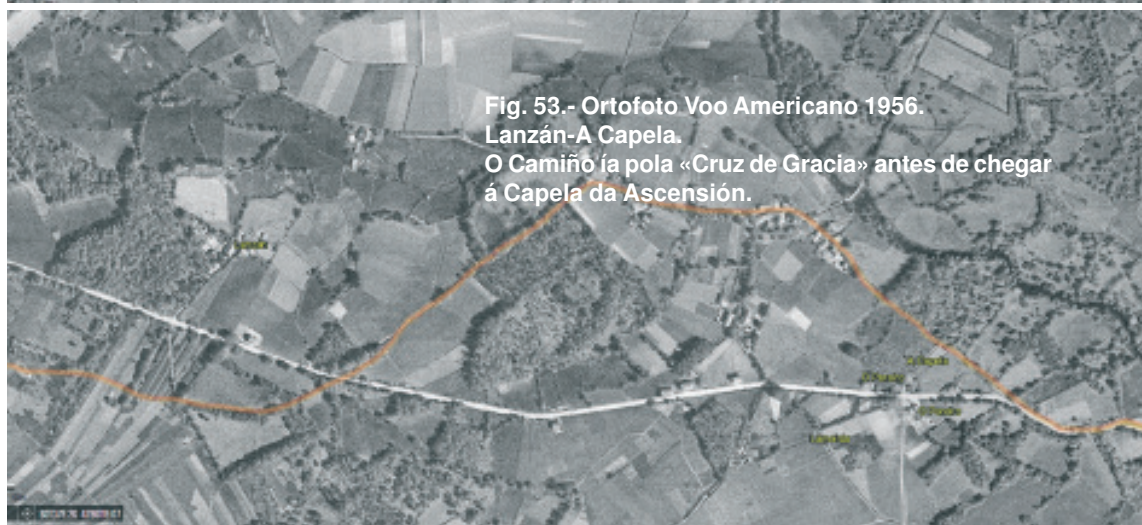 Fig. 53.- Ortofoto Voo Americano 1956.
Lanzán-A Capela.
O Camiño ía pola «Cruz de Gracia» antes de chegar
á Capela da Ascensión.
A Capela